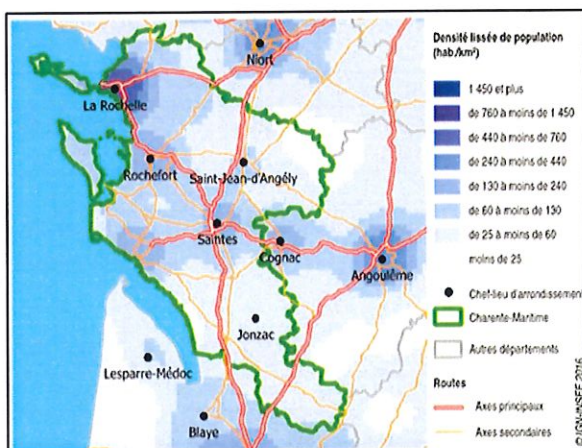 Niort
La Rochelle
Rochefort
Saint-Jean-d'Angély
Saintes
Cognac
Angoulême
Jonzac
Lesparre-Médoc
Blaye
Densité lissée de population
(hab./km²)
1 450 et plus
de 760 à moins de 1 450
de 440 à moins de 760
de 240 à moins de 440
de 130 à moins de 240
de 60 à moins de 130
de 25 à moins de 60
moins de 25
Chef-lieu d'arrondissement
Charente-Maritime
Autres départements
Routes
Axes principaux
Axes secondaires